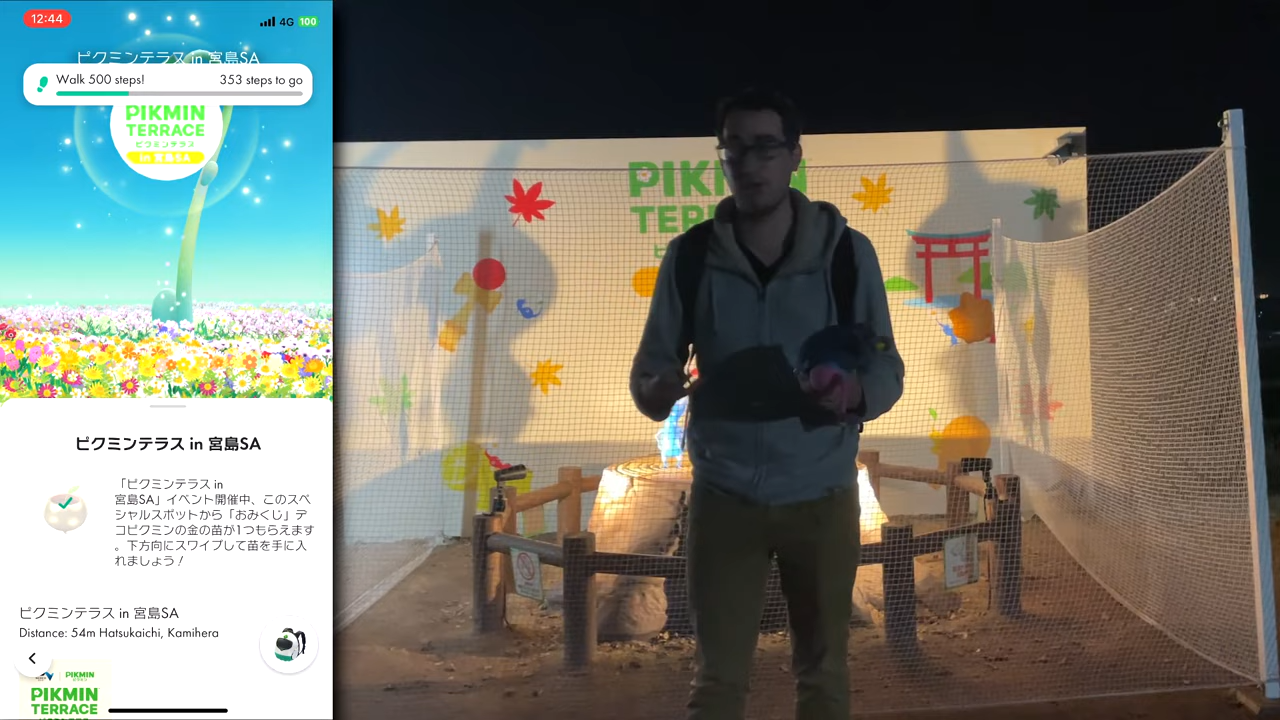 12:44
4G 100
ピクミンテラス in 宮島SA
Walk 500 steps!
353 steps to go
PIKMIN
TERRACE
ピクミンテラス
in 宮島SA
ピクミンテラス in 宮島SA
「ピクミンテラス in
宮島SA」イベント開催中、このスペ
シャルスポットから「おみくじ」デ
コピクミンの金の苗が1つもらえます
。下方向にスワイプして苗を手に入
れましょう！
ピクミンテラス in 宮島SA
Distance: 54m Hatsukaichi, Kamihera
PIKMIN
PIKMIN
TERRACE